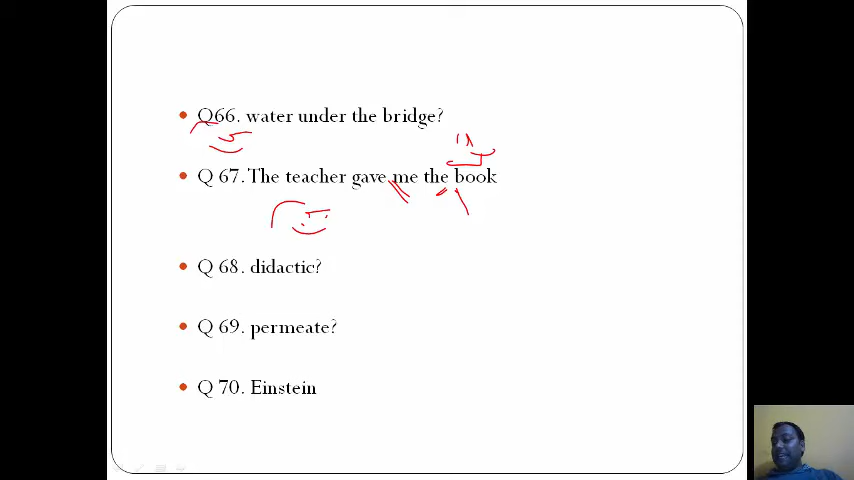 Q66. water under the bridge?
Q 67. The teacher gave me the book
Q 68. didactic?
Q 69. permeate?
Q 70. Einstein